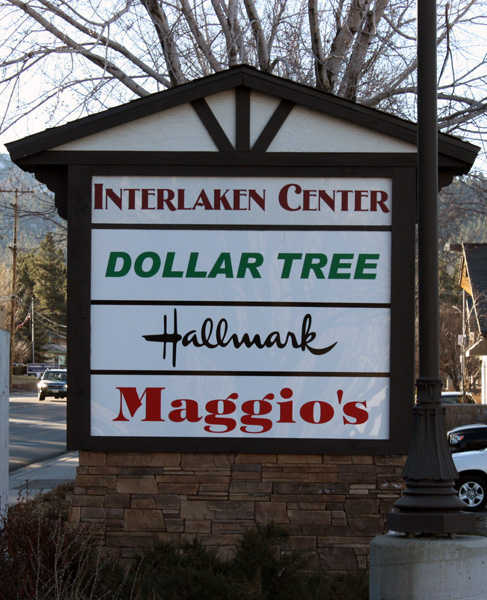 INTERLAKEN CENTER
DOLLAR TREE
Hallmark
Maggio's